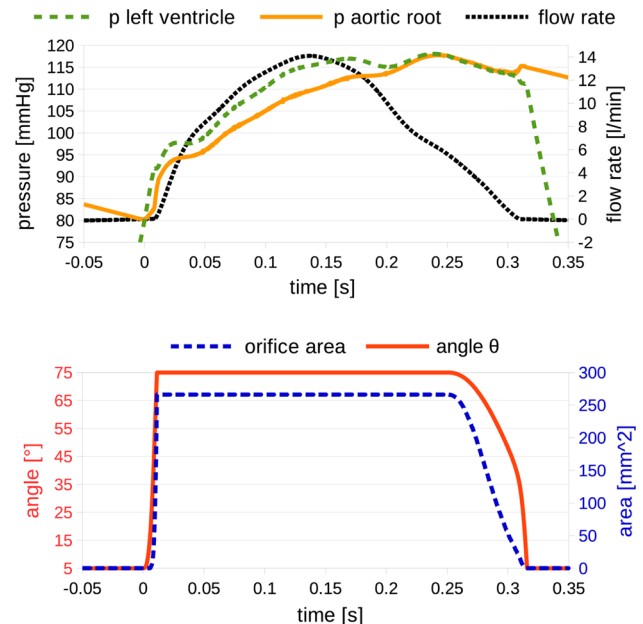 p left ventricle p aortic root flow rate
120 14
115 12
110 10
105 8
100 6
95 4
90 2
85 0
80 -2
75
pressure [mmHg]
flow rate [l/min]
-0.05 0 0.05 0.1 0.15 0.2 0.25 0.3 0.35
time [s]
orifice area angle θ
75 300
65 250
55 200
45 150
35 100
25 50
15 0
5
angle [°]
area [mm^2]
-0.05 0 0.05 0.1 0.15 0.2 0.25 0.3 0.35
time [s]